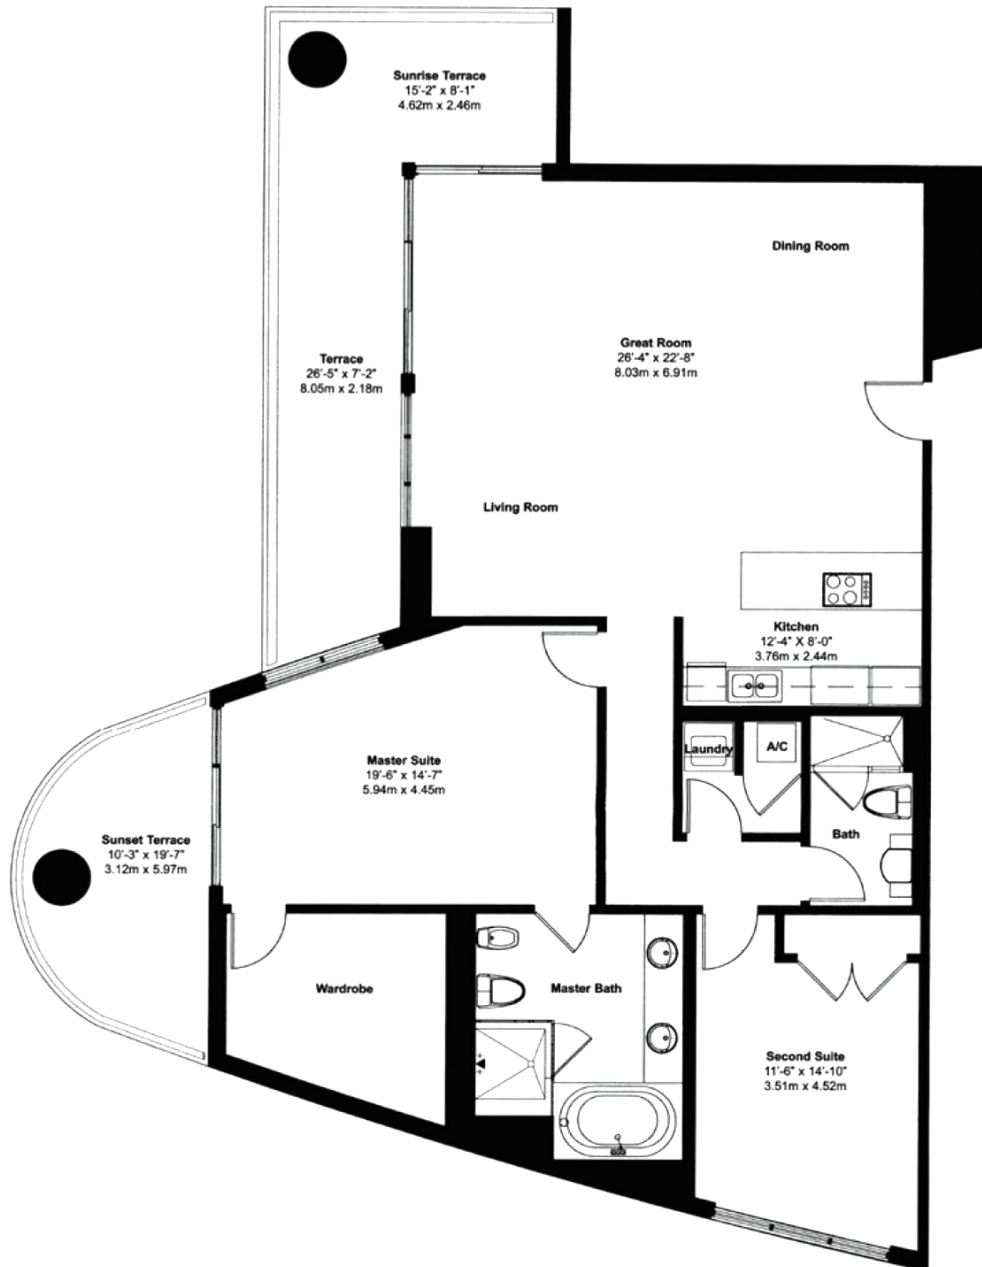 Sunrise Terrace
15'-2" x 8'-1"
4.62m x 2.46m
Dining Room
Great Room
26'-4" x 22'-8"
8.03m x 6.91m
Terrace
26'-5" x 7'-2"
8.05m x 2.18m
Living Room
Kitchen
12'-4" X 8'-0"
3.76m x 2.44m
Laundry
A/C
Master Suite
19'-6" x 14'-7"
5.94m x 4.45m
Bath
Sunset Terrace
10'-3" x 19'-7"
3.12m x 5.97m
Wardrobe
Master Bath
Second Suite
11'-6" x 14'-10"
3.51m x 4.52m